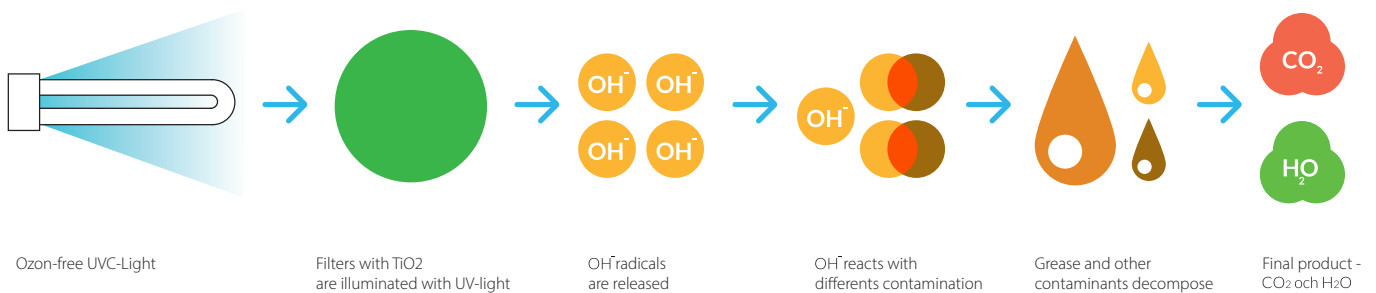 OH⁻ OH⁻
OH⁻ OH⁻
OH⁻
CO₂
H₂O
Ozon-free UVC-Light
Filters with TiO2
are illuminated with UV-light
OH⁻radicals
are released
OH⁻reacts with
differents contamination
Grease and other
contaminants decompose
Final product -
CO2 och H2O